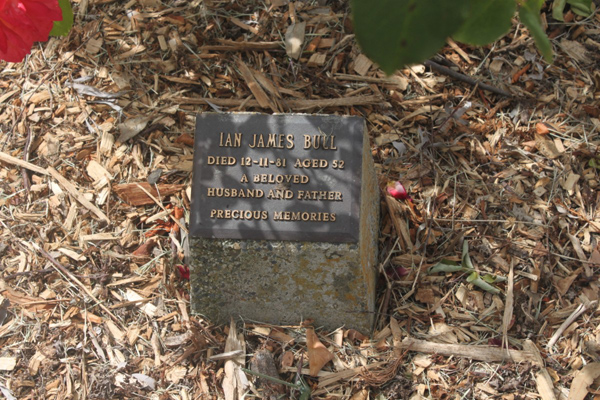 IAN JAMES BULL
DIED 12-11-81 AGED 52
A BELOVED
HUSBAND AND FATHER
PRECIOUS MEMORIES